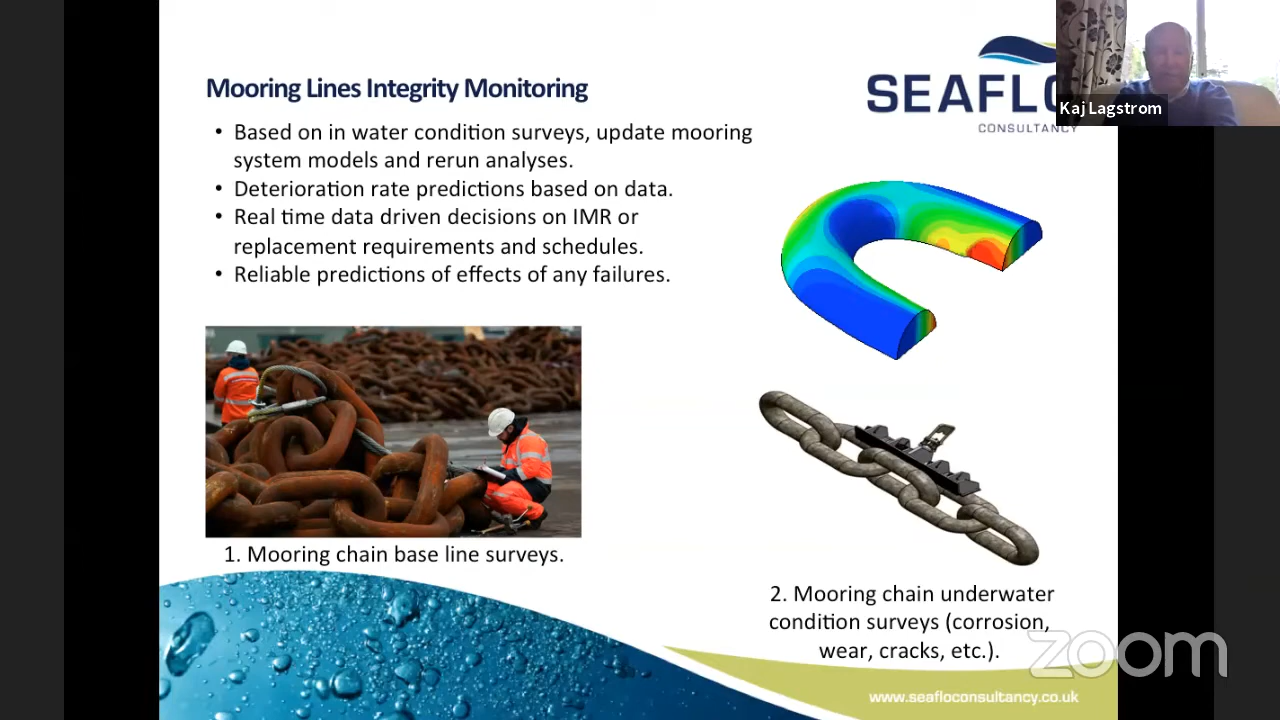 Mooring Lines Integrity Monitoring
• Based on in water condition surveys, update mooring
system models and rerun analyses.
• Deterioration rate predictions based on data.
• Real time data driven decisions on IMR or
replacement requirements and schedules.
• Reliable predictions of effects of any failures.
SEAFLO
CONSULTANCY
Kaj Lagstrom
1. Mooring chain base line surveys.
2. Mooring chain underwater
condition surveys (corrosion,
wear, cracks, etc.).
zoom
www.seafloconsultancy.co.uk